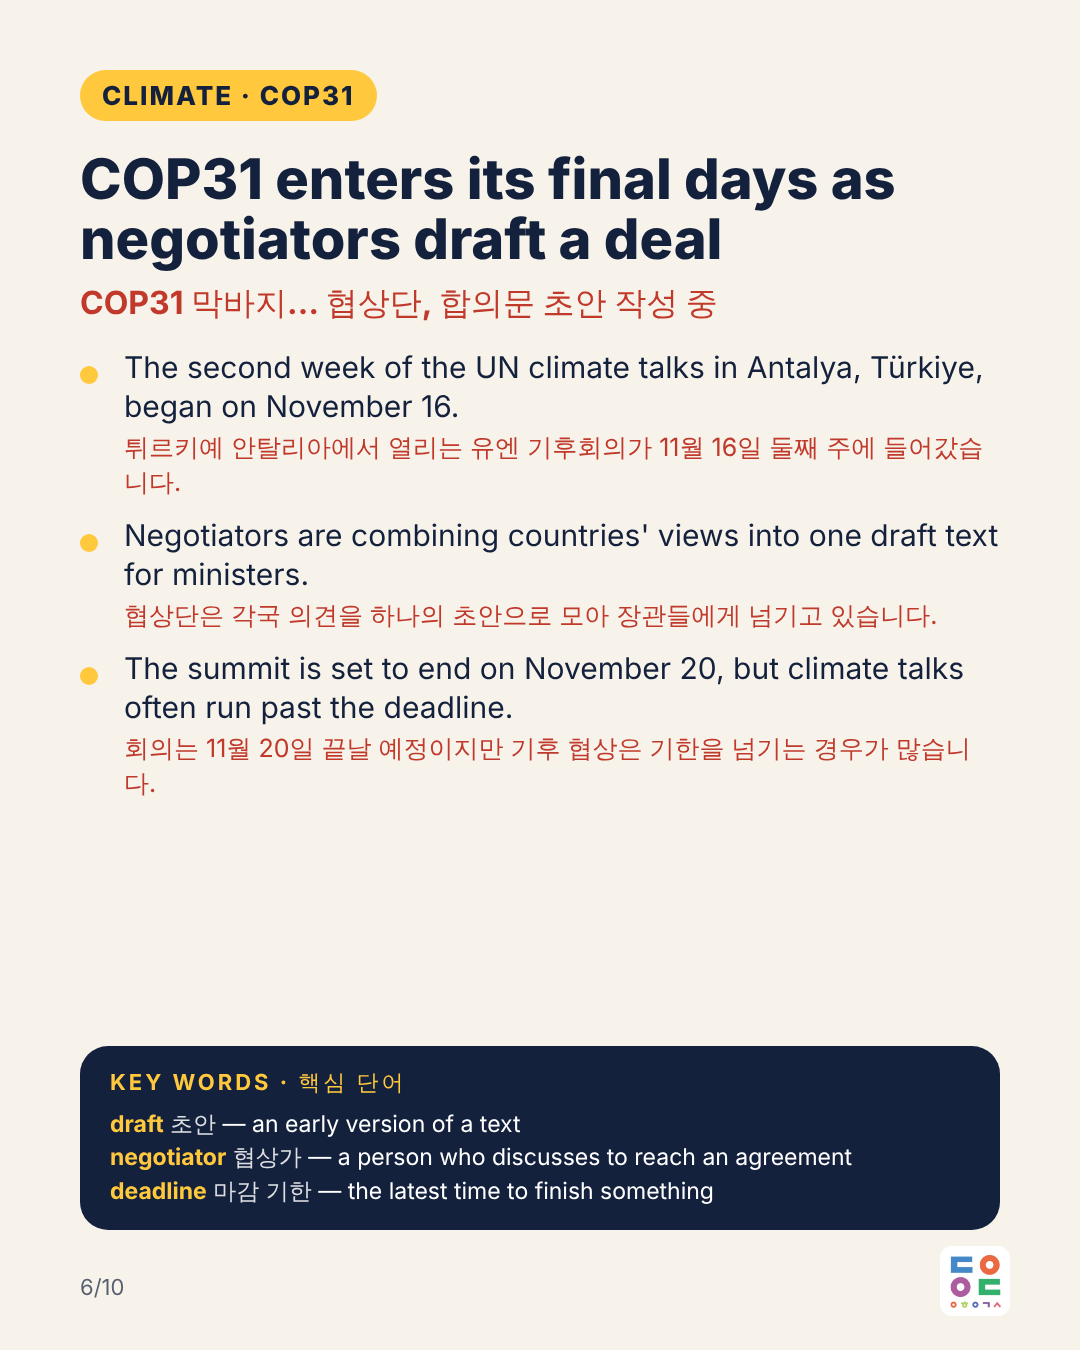 CLIMATE · COP31
COP31 enters its final days as
negotiators draft a deal
COP31 막바지… 협상단, 합의문 초안 작성 중
The second week of the UN climate talks in Antalya, Türkiye,
began on November 16.
튀르키예 안탈리아에서 열리는 유엔 기후회의가 11월 16일 둘째 주에 들어갔습
니다.
Negotiators are combining countries' views into one draft text
for ministers.
협상단은 각국 의견을 하나의 초안으로 모아 장관들에게 넘기고 있습니다.
The summit is set to end on November 20, but climate talks
often run past the deadline.
회의는 11월 20일 끝날 예정이지만 기후 협상은 기한을 넘기는 경우가 많습니
다.
KEY WORDS · 핵심 단어
draft 초안 — an early version of a text
negotiator 협상가 — a person who discusses to reach an agreement
deadline 마감 기한 — the latest time to finish something
6/10